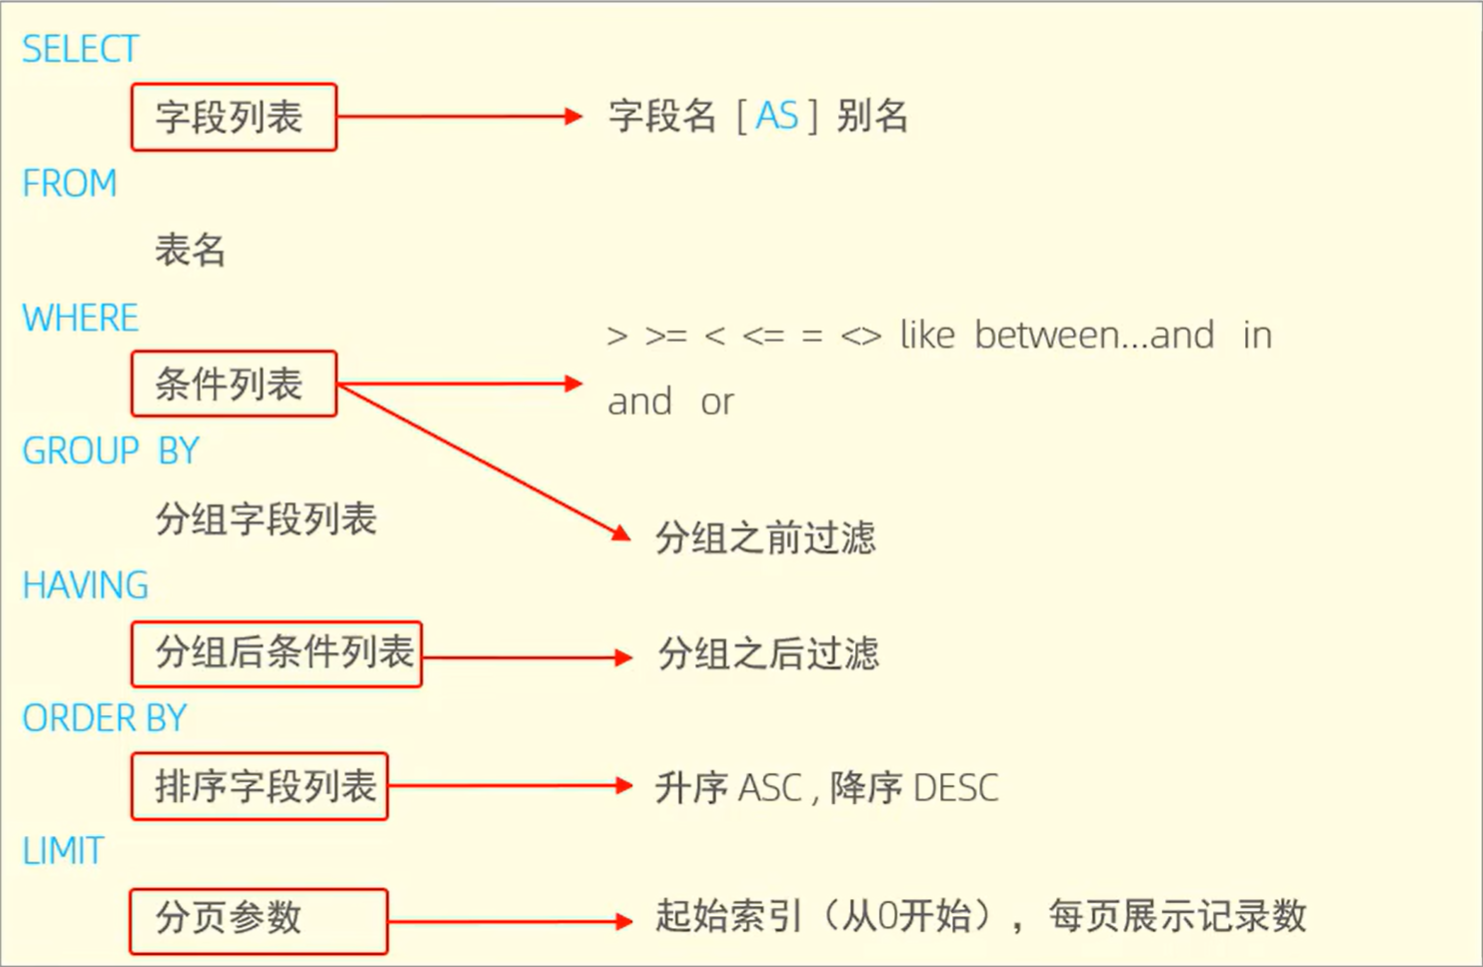 SELECT
字段列表 字段名 [ AS ] 别名
FROM
表名
WHERE
> >= < <= = <> like between...and in
条件列表
and or
GROUP BY
分组字段列表
分组之前过滤
HAVING
分组后条件列表 分组之后过滤
ORDER BY
排序字段列表 升序 ASC , 降序 DESC
LIMIT
分页参数 起始索引（从0开始），每页展示记录数